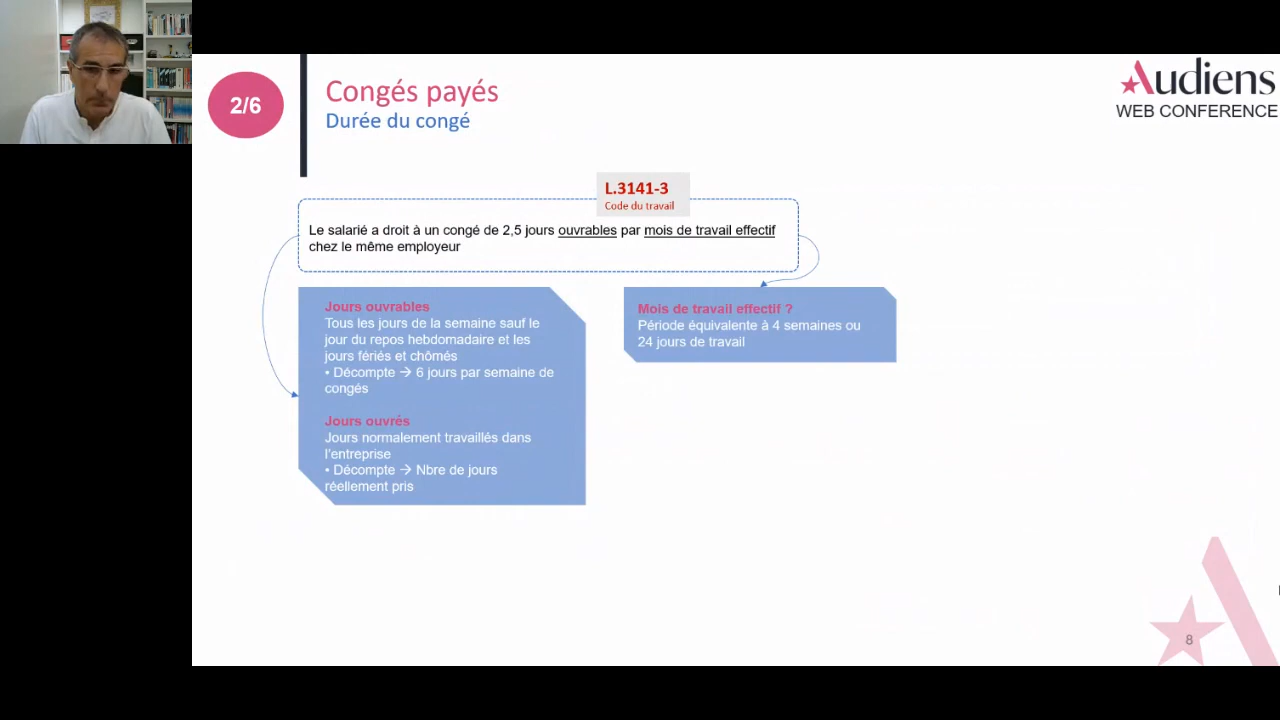 2/6
Congés payés
Durée du congé
Audiens
WEB CONFERENCE
L.3141-3
Code du travail
Le salarié a droit à un congé de 2,5 jours ouvrables par mois de travail effectif
chez le même employeur
Jours ouvrables
Tous les jours de la semaine sauf le
jour du repos hebdomadaire et les
jours fériés et chômés
• Décompte → 6 jours par semaine de
congés
Jours ouvrés
Jours normalement travaillés dans
l'entreprise
• Décompte → Nbre de jours
réellement pris
Mois de travail effectif ?
Période équivalente à 4 semaines ou
24 jours de travail
8